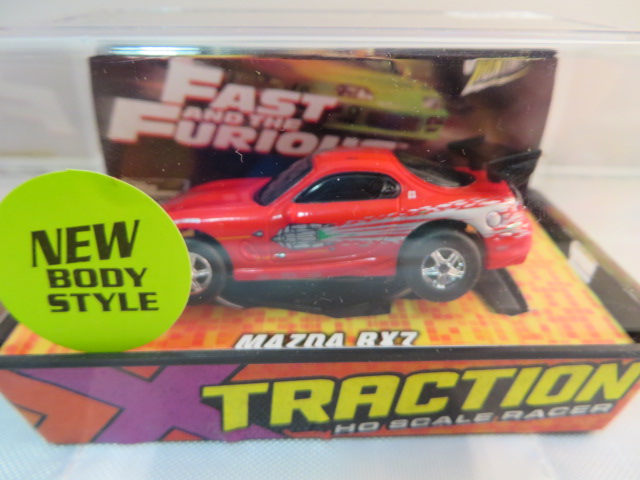 FAST
AND THE
FURIOUS
NEW
BODY
STYLE
MAZDA RX7
X TRACTION
HO SCALE RACER